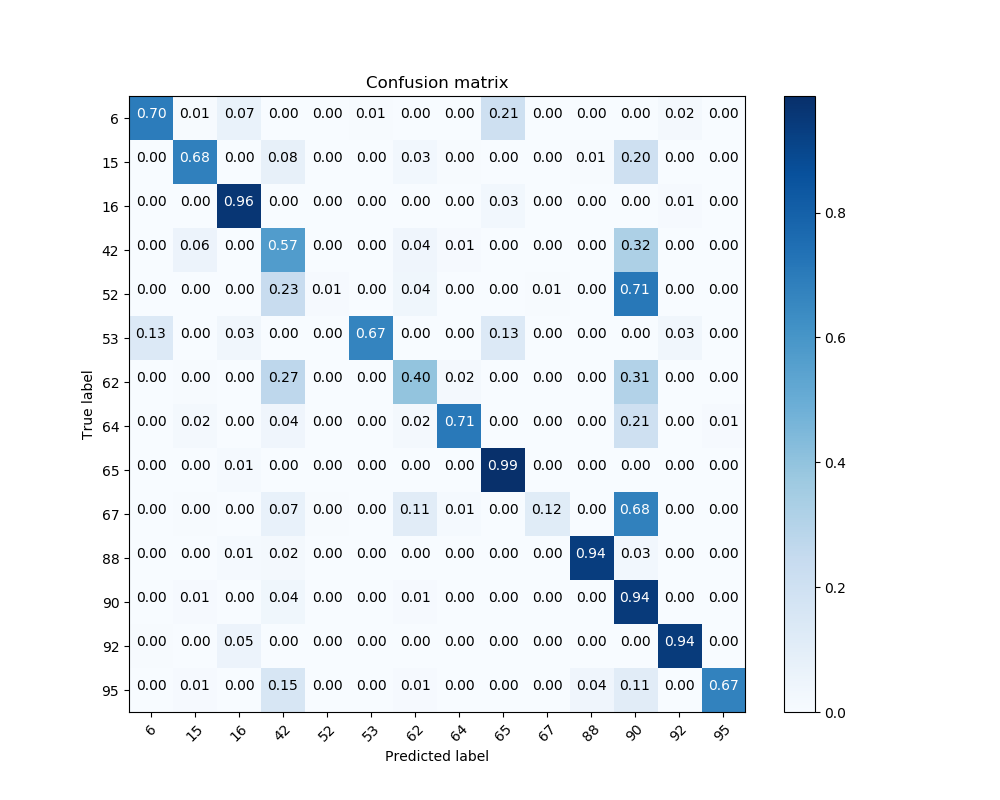 Confusion matrix
6 0.70 0.01 0.07 0.00 0.00 0.01 0.00 0.00 0.21 0.00 0.00 0.00 0.02 0.00
15 0.00 0.68 0.00 0.08 0.00 0.00 0.03 0.00 0.00 0.00 0.01 0.20 0.00 0.00
16 0.00 0.00 0.96 0.00 0.00 0.00 0.00 0.00 0.03 0.00 0.00 0.00 0.01 0.00
42 0.00 0.06 0.00 0.57 0.00 0.00 0.04 0.01 0.00 0.00 0.00 0.32 0.00 0.00
52 0.00 0.00 0.00 0.23 0.01 0.00 0.04 0.00 0.00 0.01 0.00 0.71 0.00 0.00
53 0.13 0.00 0.03 0.00 0.00 0.67 0.00 0.00 0.13 0.00 0.00 0.00 0.03 0.00
62 0.00 0.00 0.00 0.27 0.00 0.00 0.40 0.02 0.00 0.00 0.00 0.31 0.00 0.00
64 0.00 0.02 0.00 0.04 0.00 0.00 0.02 0.71 0.00 0.00 0.00 0.21 0.00 0.01
65 0.00 0.00 0.01 0.00 0.00 0.00 0.00 0.00 0.99 0.00 0.00 0.00 0.00 0.00
67 0.00 0.00 0.00 0.07 0.00 0.00 0.11 0.01 0.00 0.12 0.00 0.68 0.00 0.00
88 0.00 0.00 0.01 0.02 0.00 0.00 0.00 0.00 0.00 0.00 0.94 0.03 0.00 0.00
90 0.00 0.01 0.00 0.04 0.00 0.00 0.01 0.00 0.00 0.00 0.00 0.94 0.00 0.00
92 0.00 0.00 0.05 0.00 0.00 0.00 0.00 0.00 0.00 0.00 0.00 0.00 0.94 0.00
95 0.00 0.01 0.00 0.15 0.00 0.00 0.01 0.00 0.00 0.00 0.04 0.11 0.00 0.67
6 15 16 42 52 53 62 64 65 67 88 90 92 95
Predicted label
True label
0.8
0.6
0.4
0.2
0.0